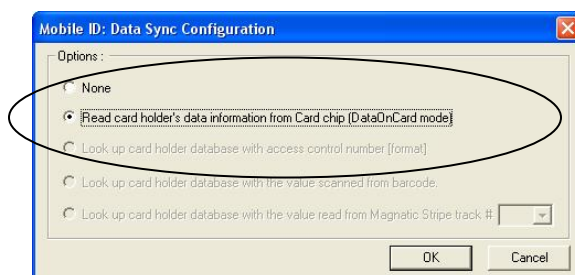 Mobile ID: Data Sync Configuration
Options :
None
Read card holder's data information from Card chip (DataOnCard mode)
Look up card holder database with access control number [format]
Look up card holder database with the value scanned from barcode.
Look up card holder database with the value read from Magnatic Stripe track #
OK Cancel